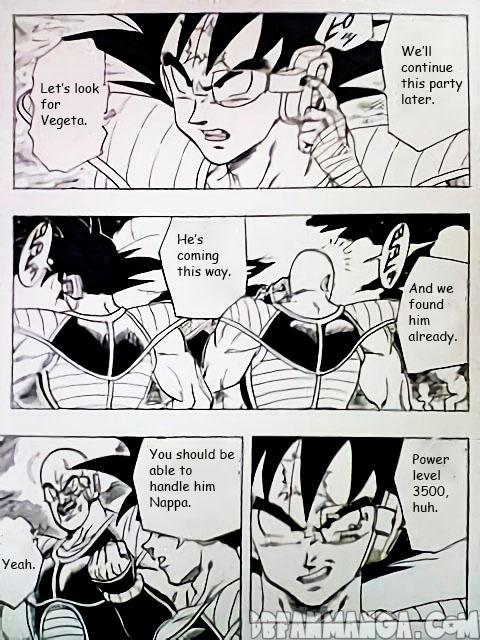 We'll
continue
this party
later.
Let's look
for
Vegeta.
And we
found
him
already.
He's
coming
this way.
Power
level
3500,
huh.
You should be
able to
handle him
Nappa.
Yeah.
DBFANMANGA.COM